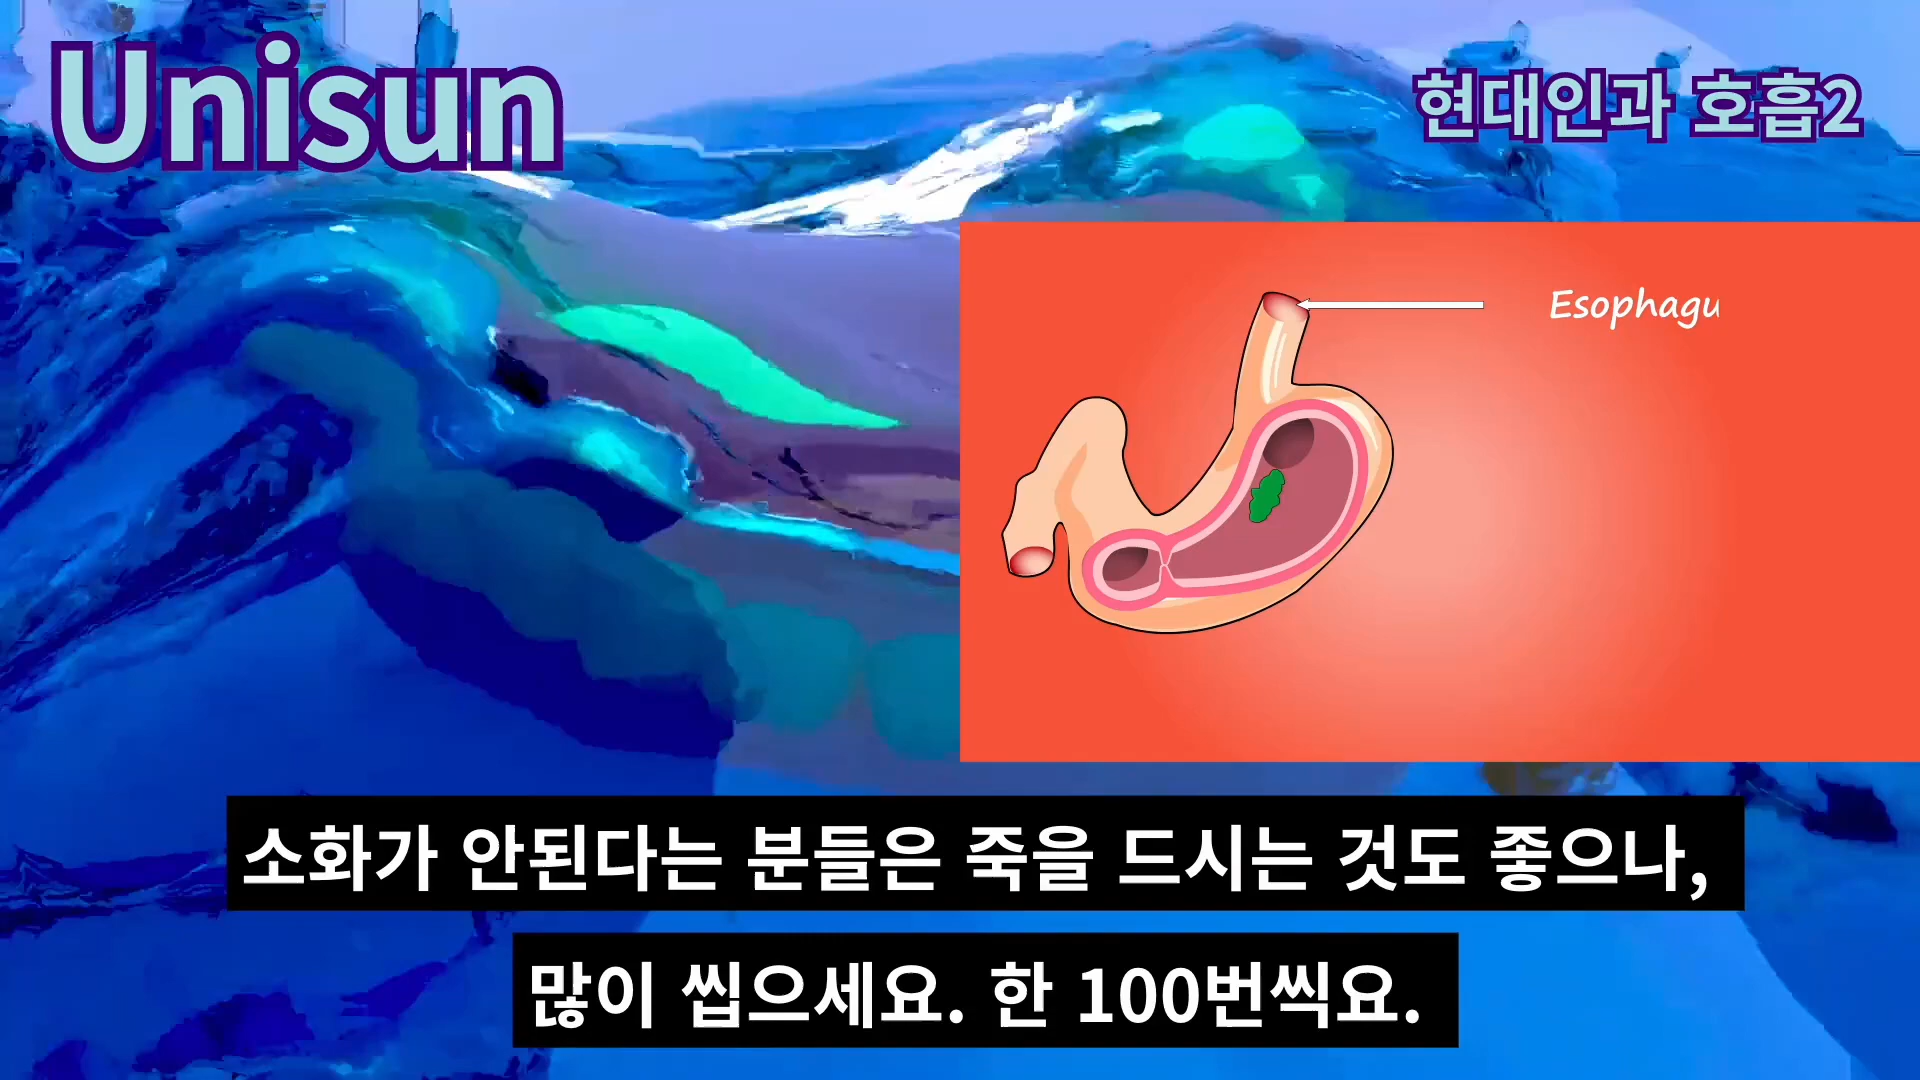 Unisun
현대인과 호흡2
Esophagu
소화가 안된다는 분들은 죽을 드시는 것도 좋으나,
많이 씹으세요. 한 100번씩요.